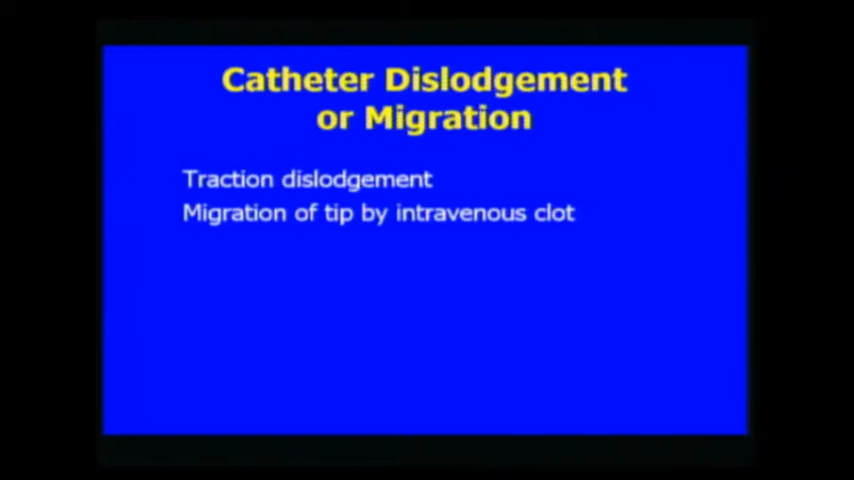 Catheter Dislodgement
or Migration
Traction dislodgement
Migration of tip by intravenous clot